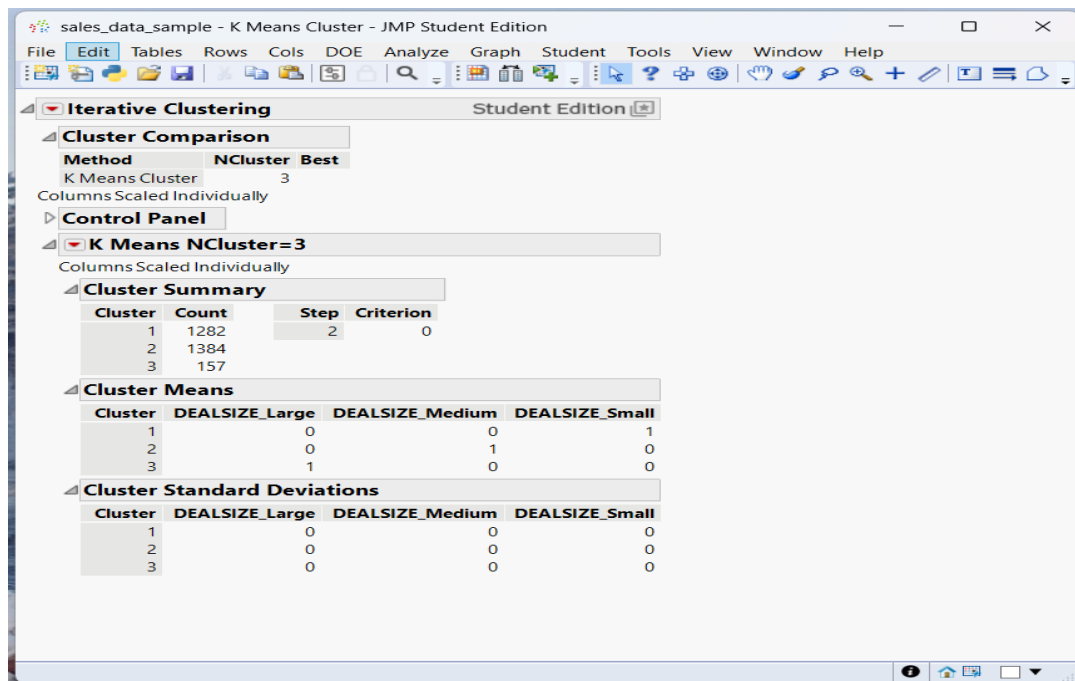 sales_data_sample - K Means Cluster - JMP Student Edition
File Edit Tables Rows Cols DOE Analyze Graph Student Tools View Window Help
Iterative Clustering Student Edition
Cluster Comparison
Method NCluster Best
K Means Cluster 3
Columns Scaled Individually
Control Panel
K Means NCluster=3
Columns Scaled Individually
Cluster Summary
Cluster Count Step Criterion
1 1282 2 0
2 1384
3 157
Cluster Means
Cluster DEALSIZE_Large DEALSIZE_Medium DEALSIZE_Small
1 0 0 1
2 0 1 0
3 1 0 0
Cluster Standard Deviations
Cluster DEALSIZE_Large DEALSIZE_Medium DEALSIZE_Small
1 0 0 0
2 0 0 0
3 0 0 0